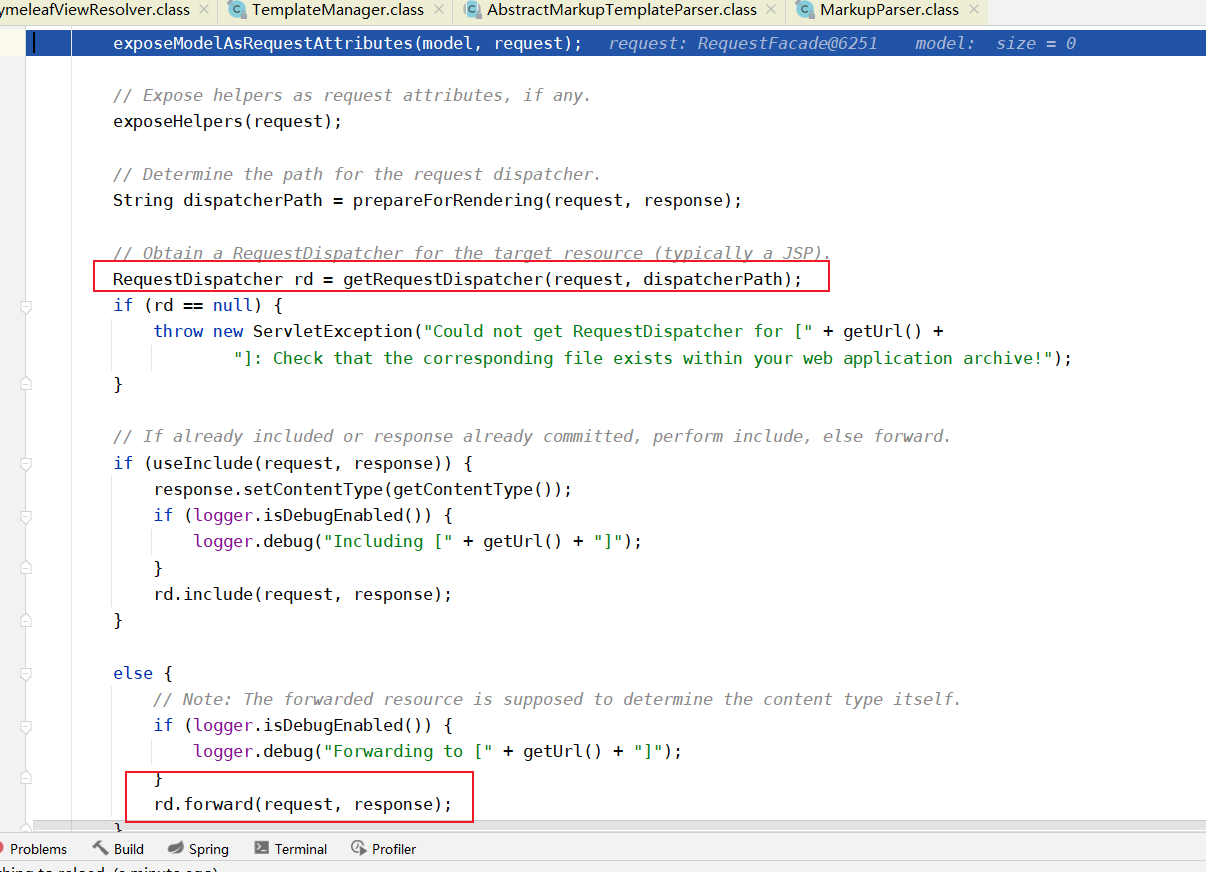 ymeleafViewResolver.class × TemplateManager.class × AbstractMarkupTemplateParser.class × MarkupParser.class ×
exposeModelAsRequestAttributes(model, request);   request: RequestFacade@6251    model:  size = 0
// Expose helpers as request attributes, if any.
exposeHelpers(request);
// Determine the path for the request dispatcher.
String dispatcherPath = prepareForRendering(request, response);
// Obtain a RequestDispatcher for the target resource (typically a JSP).
RequestDispatcher rd = getRequestDispatcher(request, dispatcherPath);
if (rd == null) {
    throw new ServletException("Could not get RequestDispatcher for [" + getUrl() +
            "]: Check that the corresponding file exists within your web application archive!");
}
// If already included or response already committed, perform include, else forward.
if (useInclude(request, response)) {
    response.setContentType(getContentType());
    if (logger.isDebugEnabled()) {
        logger.debug("Including [" + getUrl() + "]");
    }
    rd.include(request, response);
}
else {
    // Note: The forwarded resource is supposed to determine the content type itself.
    if (logger.isDebugEnabled()) {
        logger.debug("Forwarding to [" + getUrl() + "]");
    }
    rd.forward(request, response);
}
Problems Build Spring Terminal Profiler